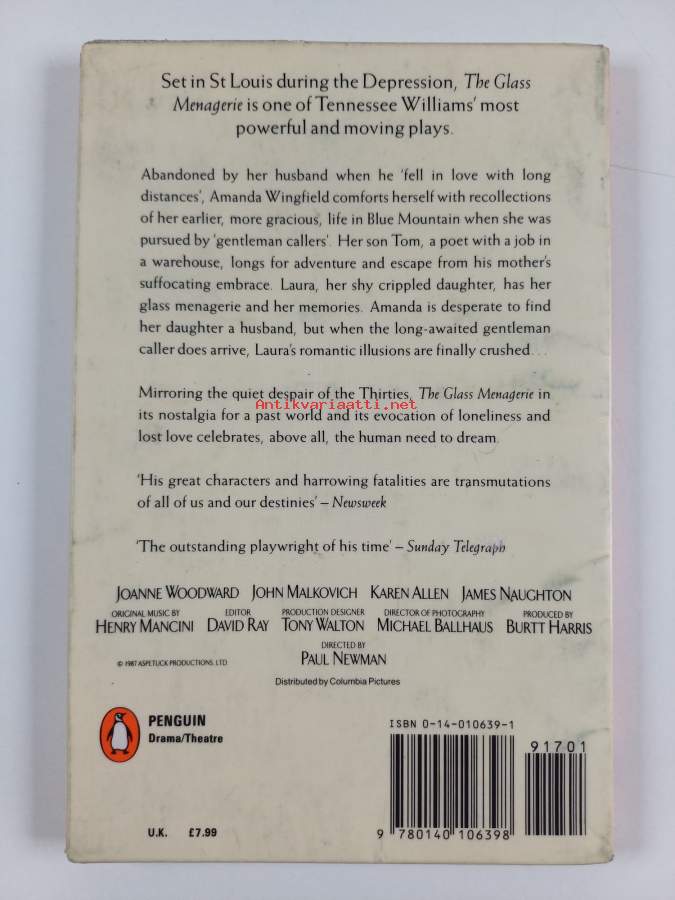 Set in St Louis during the Depression, The Glass
Menagerie is one of Tennessee Williams' most
powerful and moving plays.
Abandoned by her husband when he 'fell in love with long
distances', Amanda Wingfield comforts herself with recollections
of her earlier, more gracious, life in Blue Mountain when she was
pursued by 'gentleman callers'. Her son Tom, a poet with a job in
a warehouse, longs for adventure and escape from his mother's
suffocating embrace. Laura, her shy crippled daughter, has her
glass menagerie and her memories. Amanda is desperate to find
her daughter a husband, but when the long-awaited gentleman
caller does arrive, Laura's romantic illusions are finally crushed...
Mirroring the quiet despair of the Thirties, The Glass Menagerie in
Antikvariaatti.net
its nostalgia for a past world and its evocation of loneliness and
lost love celebrates, above all, the human need to dream.
'His great characters and harrowing fatalities are transmutations
of all of us and our destinies' – Newsweek
'The outstanding playwright of his time' – Sunday Telegraph
JOANNE WOODWARD JOHN MALKOVICH KAREN ALLEN JAMES NAUGHTON
ORIGINAL MUSIC BY EDITOR PRODUCTION DESIGNER DIRECTOR OF PHOTOGRAPHY PRODUCED BY
HENRY MANCINI DAVID RAY TONY WALTON MICHAEL BALLHAUS BURTT HARRIS
DIRECTED BY
© 1987 ASPETUCK PRODUCTIONS, LTD PAUL NEWMAN
Distributed by Columbia Pictures
PENGUIN
Drama/Theatre
U.K. £7.99
ISBN 0-14-010639-1
91701
9 780140 106398